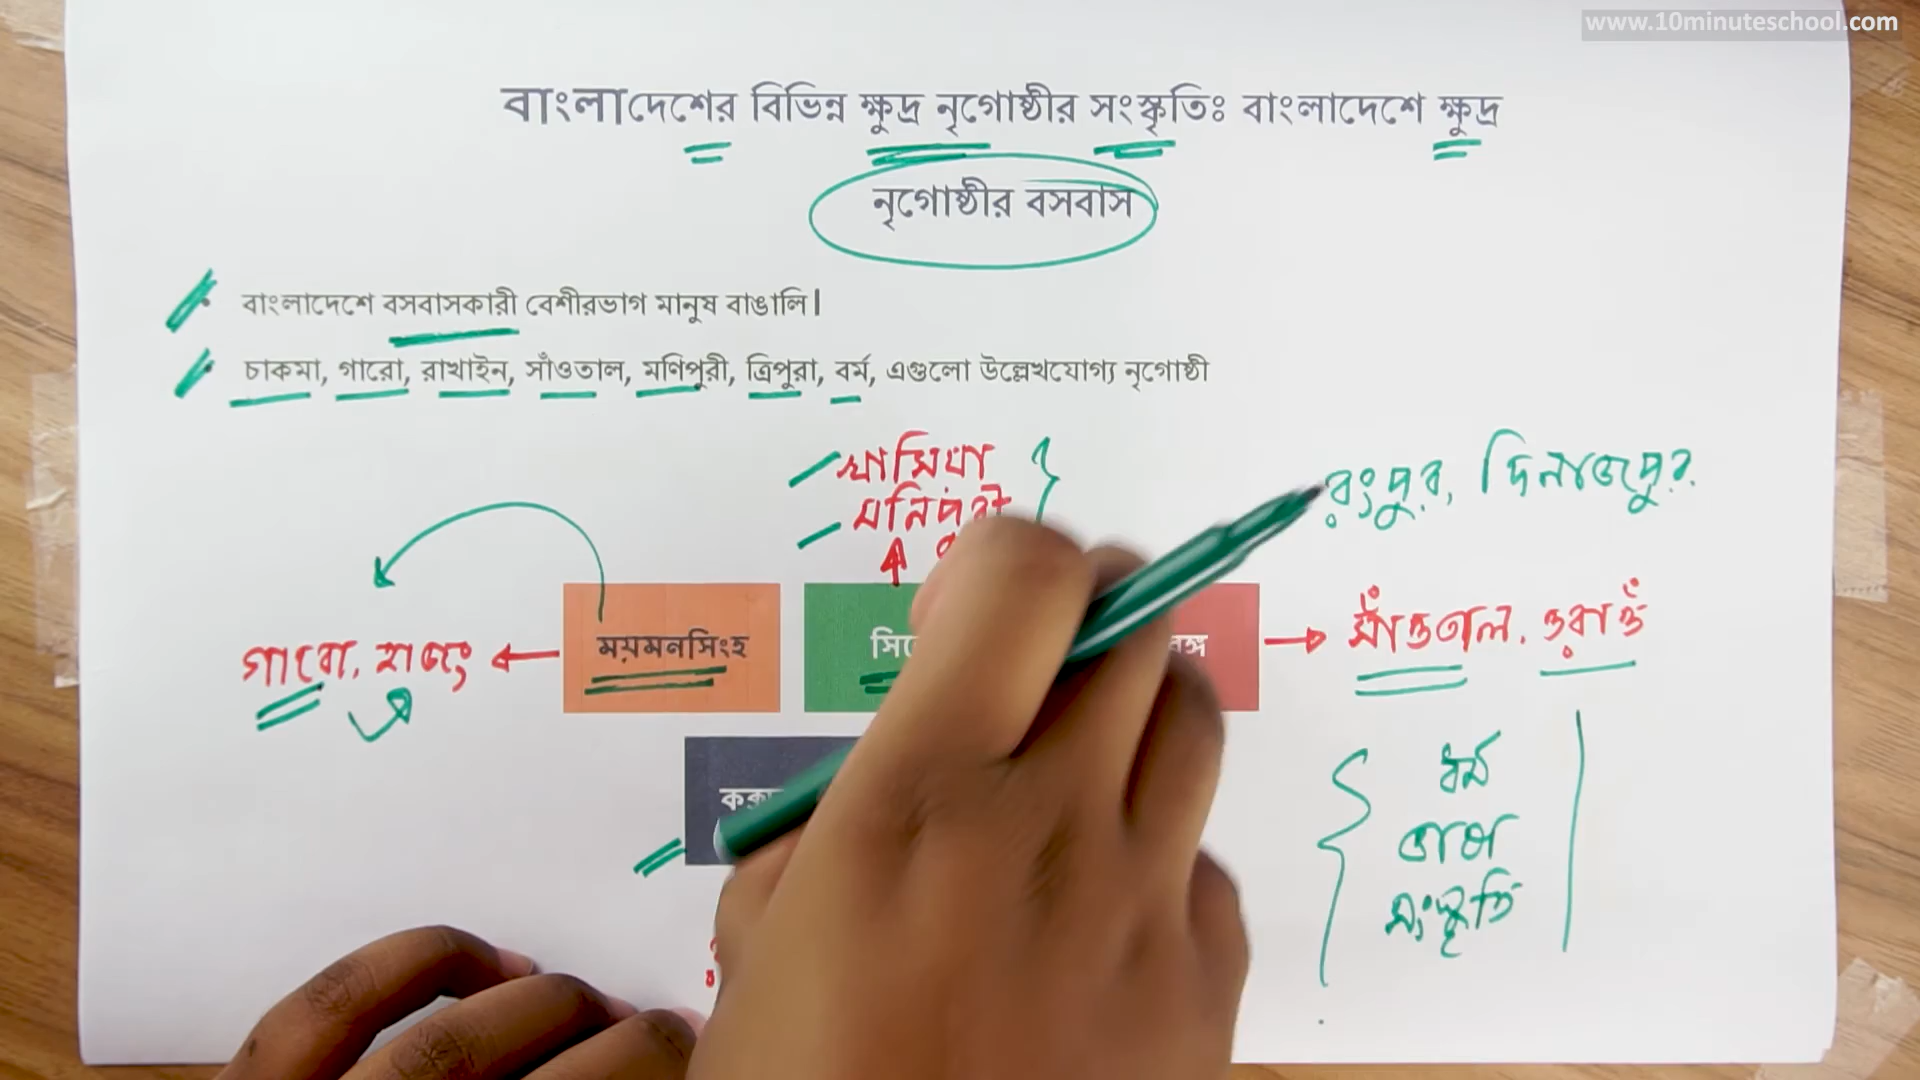 www.10minuteschool.com
বাংলাদেশের বিভিন্ন ক্ষুদ্র নৃগোষ্ঠীর সংস্কৃতিঃ বাংলাদেশে ক্ষুদ্র
নৃগোষ্ঠীর বসবাস
বাংলাদেশে বসবাসকারী বেশীরভাগ মানুষ বাঙালি।
চাকমা, গারো, রাখাইন, সাঁওতাল, মণিপুরী, ত্রিপুরা, বর্ম, এগুলো উল্লেখযোগ্য নৃগোষ্ঠী
খাসিয়া
মনিপুরী
রংপুর, দিনাজপুর.
গারো, হাজং
ময়মনসিংহ
সাঁওতাল, ওরাওঁ
ধর্ম
ভাষা
সংস্কৃতি